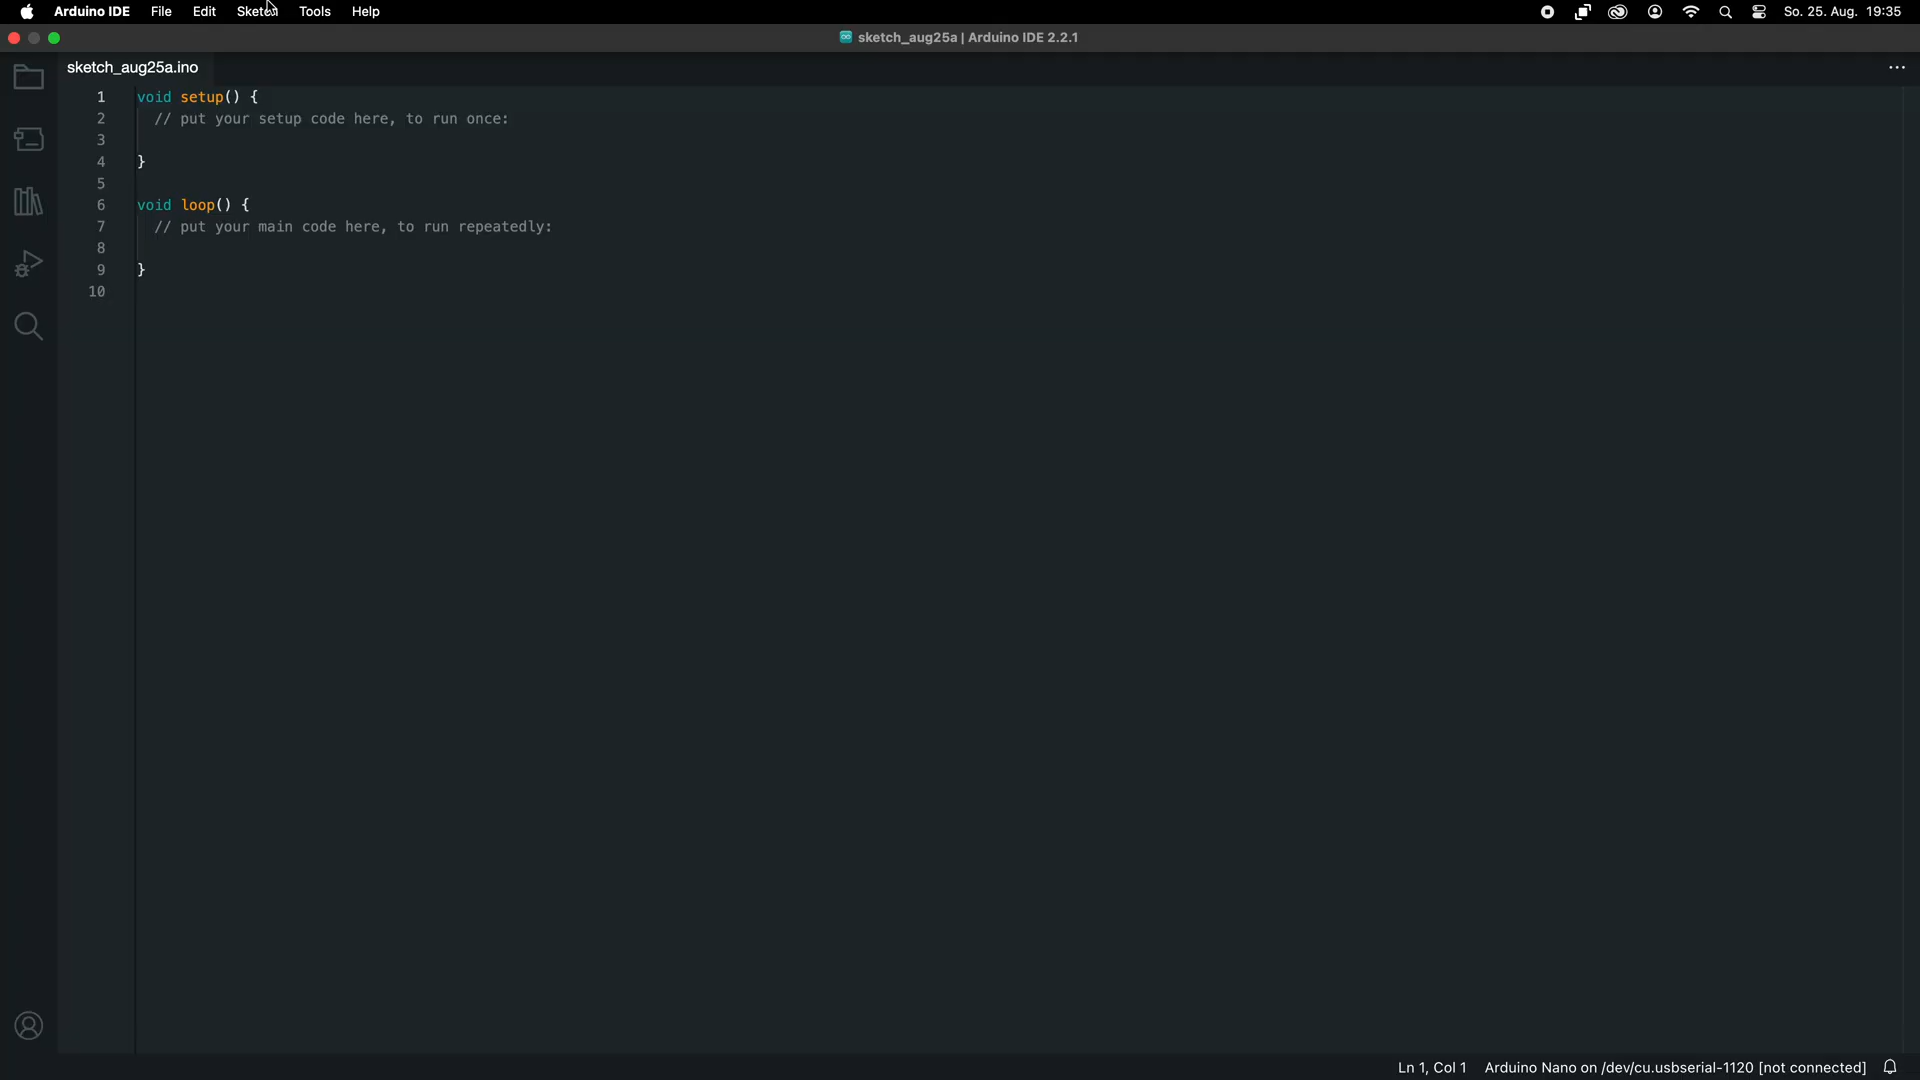 Arduino IDE File Edit Sketch Tools Help So. 25. Aug. 19:35
sketch_aug25a | Arduino IDE 2.2.1
sketch_aug25a.ino
1 void setup() {
2 // put your setup code here, to run once:
3
4 }
5
6 void loop() {
7 // put your main code here, to run repeatedly:
8
9 }
10
Ln 1, Col 1 Arduino Nano on /dev/cu.usbserial-1120 [not connected]